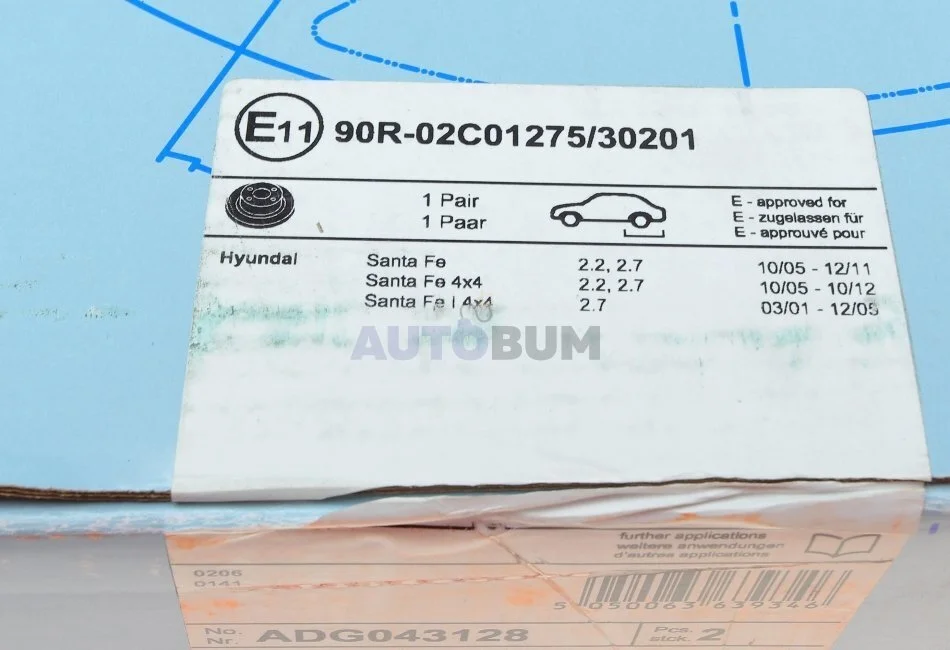 E11 90R-02C01275/30201
1 Pair
1 Paar
E - approved for
E - zugelassen für
E - approuvé pour
Hyundai Santa Fe 2.2, 2.7 10/05 - 12/11
Santa Fe 4x4 2.2, 2.7 10/05 - 10/12
Santa Fe I 4x4 2.7 03/01 - 12/05
AUTOBUM
further applications
weitere anwendungen
d'autres applications
0206
0141
5 050063 639346
No. Nr. ADG043128
Pcs. stck. 2